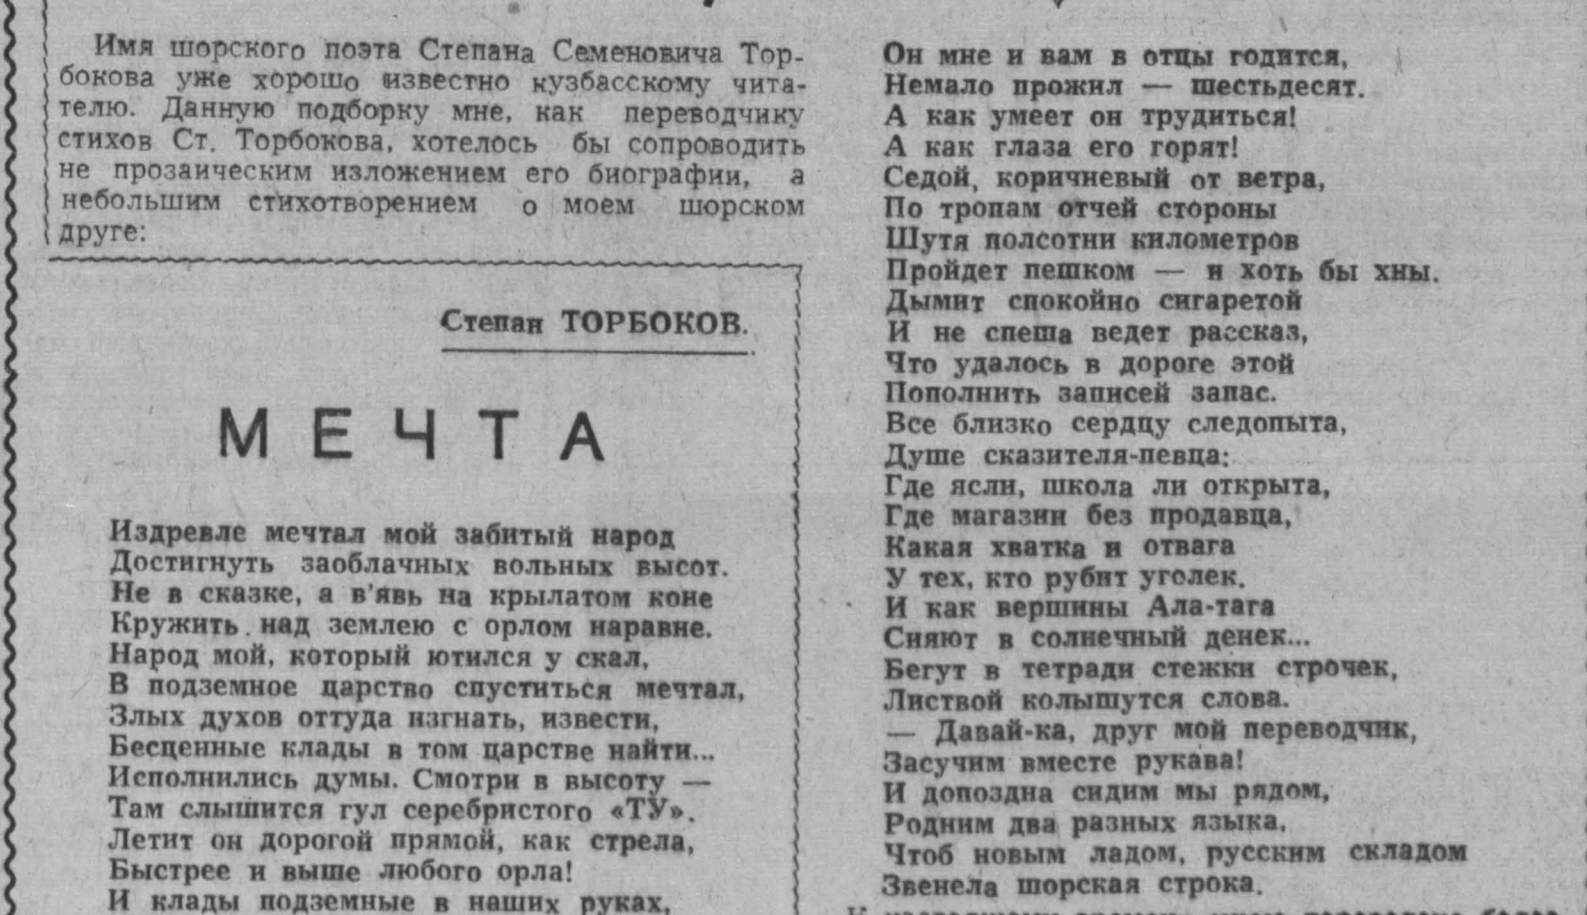 Имя шорского поэта Степана Семеновича Тор-
бокова уже хорошо известно кузбасскому чита-
телю. Данную подборку мне, как переводчику
стихов Ст. Торбокова, хотелось бы сопроводить
не прозаическим изложением его биографии, а
небольшим стихотворением о моем шорском
друге:
Степан ТОРБОКОВ.
МЕЧТА
Издревле мечтал мой забитый народ
Достигнуть заоблачных вольных высот.
Не в сказке, а в'явь на крылатом коне
Кружить над землею с орлом наравне.
Народ мой, который ютился у скал,
В подземное царство спуститься мечтал,
Злых духов оттуда изгнать, извести,
Бесценные клады в том царстве найти...
Исполнились думы. Смотри в высоту —
Там слышится гул серебристого «ТУ».
Летит он дорогой прямой, как стрела,
Быстрее и выше любого орла!
И клады подземные в наших руках,
Он мне и вам в отцы годится,
Немало прожил — шестьдесят.
А как умеет он трудиться!
А как глаза его горят!
Седой, коричневый от ветра,
По тропам отчей стороны
Шутя полсотни километров
Пройдет пешком — и хоть бы хны.
Дымит спокойно сигаретой
И не спеша ведет рассказ,
Что удалось в дороге этой
Пополнить записей запас.
Все близко сердцу следопыта,
Душе сказителя-певца:
Где ясли, школа ли открыта,
Где магазин без продавца,
Какая хватка и отвага
У тех, кто рубит уголек.
И как вершины Ала-тага
Сияют в солнечный денек...
Бегут в тетради стежки строчек,
Листвой колышутся слова.
— Давай-ка, друг мой переводчик,
Засучим вместе рукава!
И допоздна сидим мы рядом,
Родним два разных языка,
Чтоб новым ладом, русским складом
Звенела шорская строка.